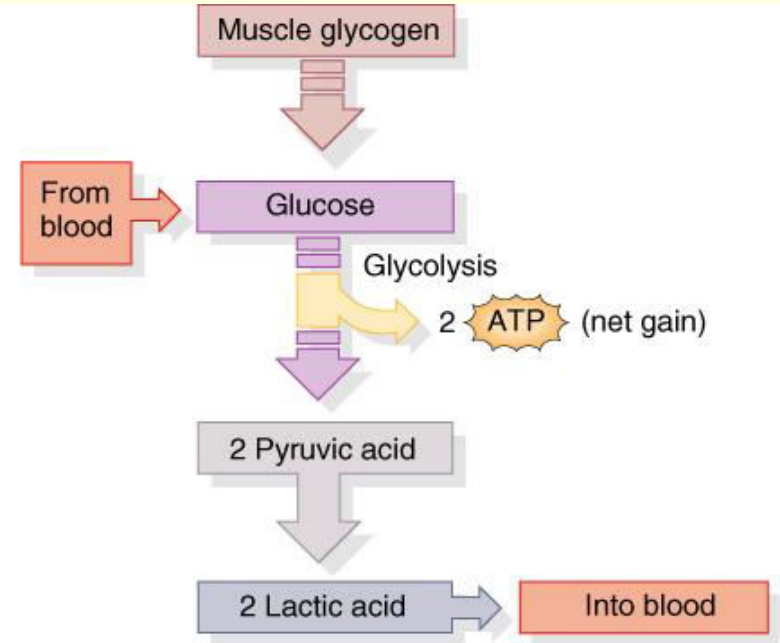 Muscle glycogen
From
blood
Glucose
Glycolysis
2 ATP (net gain)
2 Pyruvic acid
2 Lactic acid
Into blood